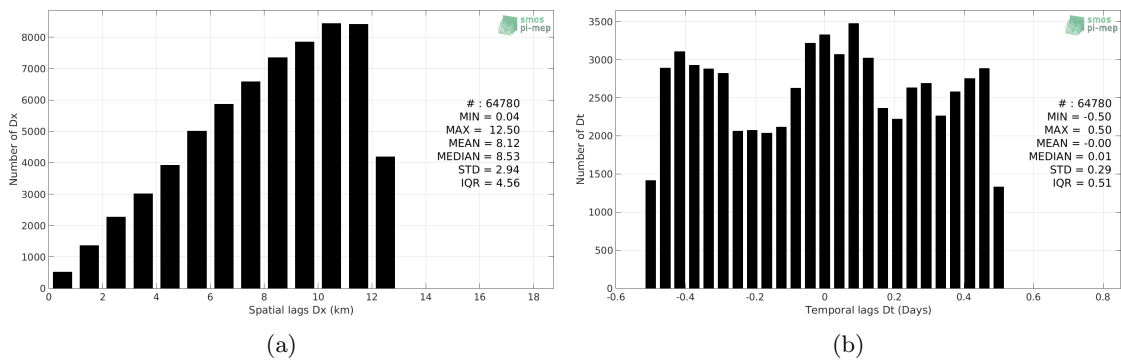 smos
pi-mep
8000
7000
6000
5000
4000
3000
2000
1000
0
Number of Dx
# : 64780
MIN = 0.04
MAX = 12.50
MEAN = 8.12
MEDIAN = 8.53
STD = 2.94
IQR = 4.56
0 2 4 6 8 10 12 14 16 18
Spatial lags Dx (km)
(a)
smos
pi-mep
3500
3000
2500
2000
1500
1000
500
0
Number of Dt
# : 64780
MIN = -0.50
MAX = 0.50
MEAN = -0.00
MEDIAN = 0.01
STD = 0.29
IQR = 0.51
-0.6 -0.4 -0.2 0 0.2 0.4 0.6 0.8
Temporal lags Dt (Days)
(b)